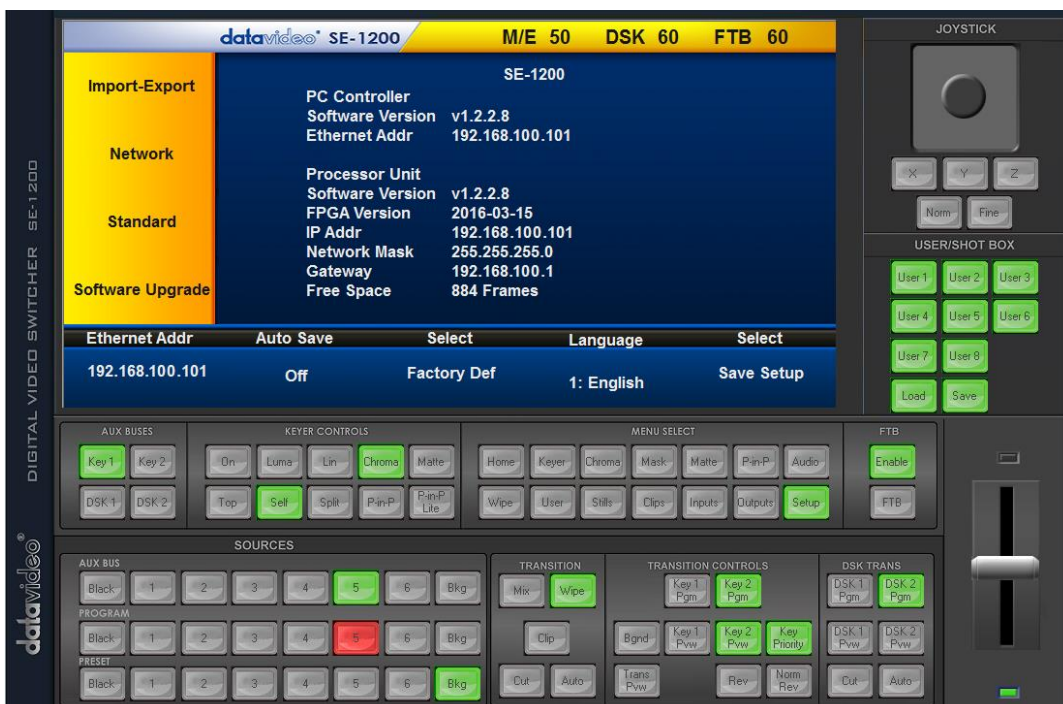 datavideo® SE-1200 M/E 50 DSK 60 FTB 60
Import-Export
Network
Standard
Software Upgrade
SE-1200
PC Controller
Software Version v1.2.2.8
Ethernet Addr 192.168.100.101
Processor Unit
Software Version v1.2.2.8
FPGA Version 2016-03-15
IP Addr 192.168.100.101
Network Mask 255.255.255.0
Gateway 192.168.100.1
Free Space 884 Frames
Ethernet Addr Auto Save Select Language Select
192.168.100.101 Off Factory Def 1: English Save Setup
JOYSTICK
X Y Z
Norm Fine
USER/SHOT BOX
User 1 User 2 User 3
User 4 User 5 User 6
User 7 User 8
Load Save
DIGITAL VIDEO SWITCHER SE-1200
datavideo®
AUX BUSES KEYER CONTROLS MENU SELECT FTB
Key 1 Key 2 On Luma Lin Chroma Matte Home Keyer Chroma Mask Matte P-in-P Audio Enable
DSK 1 DSK 2 Top Self Split P-in-P P-in-P Lite Wipe User Stills Clips Inputs Outputs Setup FTB
SOURCES
AUX BUS
Black 1 2 3 4 5 6 Bkg
PROGRAM
Black 1 2 3 4 5 6 Bkg
PRESET
Black 1 2 3 4 5 6 Bkg
TRANSITION
Mix Wipe
Clip
Cut Auto
TRANSITION CONTROLS
Key 1 Pgm Key 2 Pgm
Bgnd Key 1 Pvw Key 2 Pvw Key Priority
Trans Pvw Rev Norm Rev
DSK TRANS
DSK 1 Pgm DSK 2 Pgm
DSK 1 Pvw DSK 2 Pvw
Cut Auto